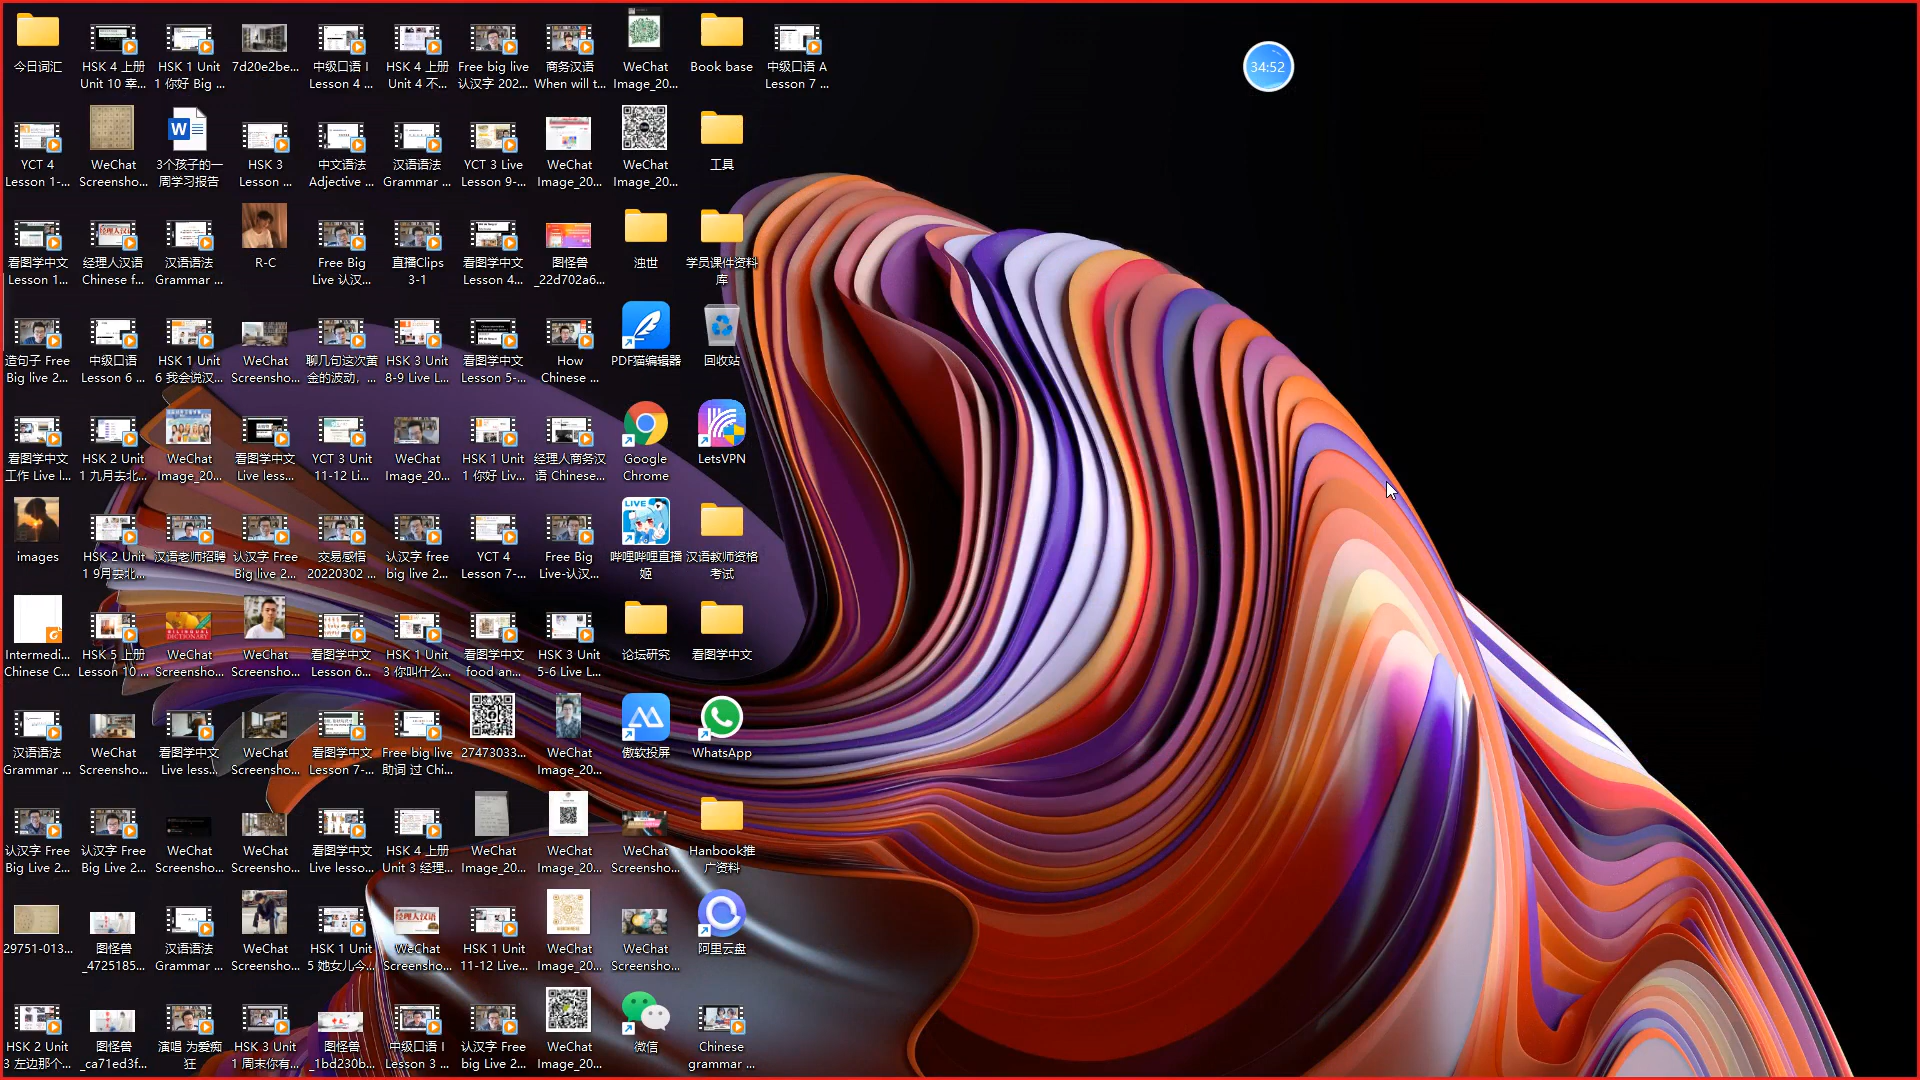 34:52
今日词汇
HSK 4 上册
Unit 10 幸...
HSK 1 Unit
1 你好 Big ...
7d20e2be...
中级口语 I
Lesson 4 ...
HSK 4 上册
Unit 4 不...
Free big live
认汉字 202...
商务汉语
When will t...
WeChat
Image_20...
Book base
中级口语 A
Lesson 7 ...
YCT 4
Lesson 1-...
WeChat
Screensho...
3个孩子的一
周学习报告
HSK 3
Lesson ...
中文语法
Adjective ...
汉语语法
Grammar ...
YCT 3 Live
Lesson 9-...
WeChat
Image_20...
WeChat
Image_20...
工具
看图学中文
Lesson 1...
经理人汉语
Chinese f...
汉语语法
Grammar ...
R-C
Free Big
Live 认汉...
直播Clips
3-1
看图学中文
Lesson 4...
图怪兽
_22d702a6...
浊世
学员课件资料
库
造句子 Free
Big live 2...
中级口语
Lesson 6 ...
HSK 1 Unit
6 我会说汉...
WeChat
Screensho...
聊几句这次黄
金的波动，...
HSK 3 Unit
8-9 Live L...
看图学中文
Lesson 5-...
How
Chinese ...
PDF猫编辑器
回收站
看图学中文
工作 Live l...
HSK 2 Unit
1 九月去北...
WeChat
Image_20...
看图学中文
Live less...
YCT 3 Unit
11-12 Li...
WeChat
Image_20...
HSK 1 Unit
1 你好 Liv...
经理人商务汉
语 Chinese...
Google
Chrome
LetsVPN
images
HSK 2 Unit
1 9月去北...
汉语老师招聘
认汉字 Free
Big live 2...
交易感悟
20220302 ...
认汉字 free
big live 2...
YCT 4
Lesson 7-...
Free Big
Live-认汉...
LIVE
哔哩哔哩直播
姬
汉语教师资格
考试
Intermedi...
Chinese C...
HSK 5 上册
Lesson 10 ...
WeChat
Screensho...
WeChat
Screensho...
看图学中文
Lesson 6...
HSK 1 Unit
3 你叫什么...
看图学中文
food an...
HSK 3 Unit
5-6 Live L...
论坛研究
看图学中文
汉语语法
Grammar ...
WeChat
Screensho...
看图学中文
Live less...
WeChat
Screensho...
看图学中文
Lesson 7-...
Free big live
助词 过 Chi...
27473033...
WeChat
Image_20...
傲软投屏
WhatsApp
认汉字 Free
Big Live 2...
认汉字 Free
Big Live 2...
WeChat
Screensho...
WeChat
Screensho...
看图学中文
Live lesso...
HSK 4 上册
Unit 3 经理...
WeChat
Image_20...
WeChat
Image_20...
WeChat
Screensho...
Hanbook推
广资料
29751-013...
图怪兽
_4725185...
汉语语法
Grammar ...
WeChat
Screensho...
HSK 1 Unit
5 她女儿今...
WeChat
Screensho...
HSK 1 Unit
11-12 Live...
WeChat
Image_20...
WeChat
Screensho...
阿里云盘
HSK 2 Unit
3 左边那个...
图怪兽
_ca71ed3f...
演唱 为爱痴
狂
HSK 3 Unit
1 周末你有...
图怪兽
_1bd230b...
中级口语 I
Lesson 3 ...
认汉字 Free
big Live 2...
WeChat
Image_20...
微信
Chinese
grammar ...